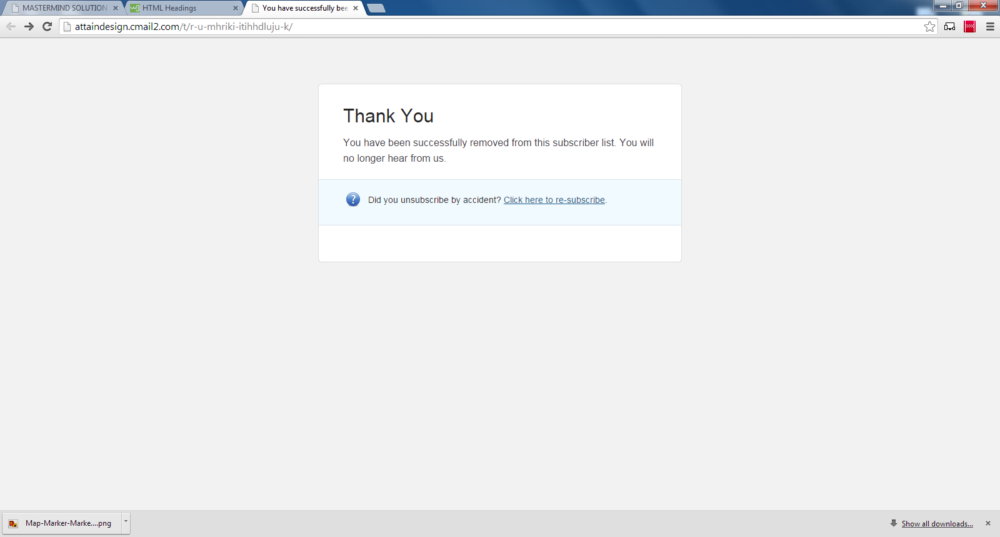 MASTERMIND SOLUTION
HTML Headings
You have successfully bee
attaindesign.cmail2.com/t/r-u-mhriki-itihhdluju-k/
Thank You
You have been successfully removed from this subscriber list. You will
no longer hear from us.
Did you unsubscribe by accident? Click here to re-subscribe.
Map-Marker-Marke....png
Show all downloads...